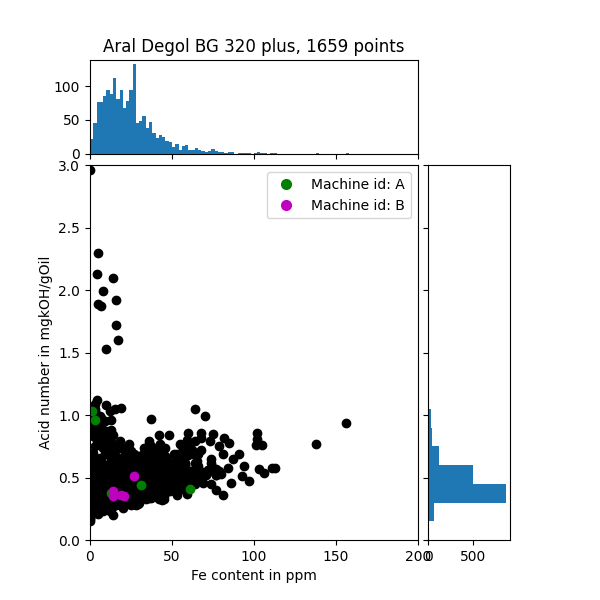 Aral Degol BG 320 plus, 1659 points
100
50
0
3.0
2.5
2.0
1.5
1.0
0.5
0.0
Acid number in mgkOH/gOil
Machine id: A
Machine id: B
0 50 100 150 200
0 500
Fe content in ppm